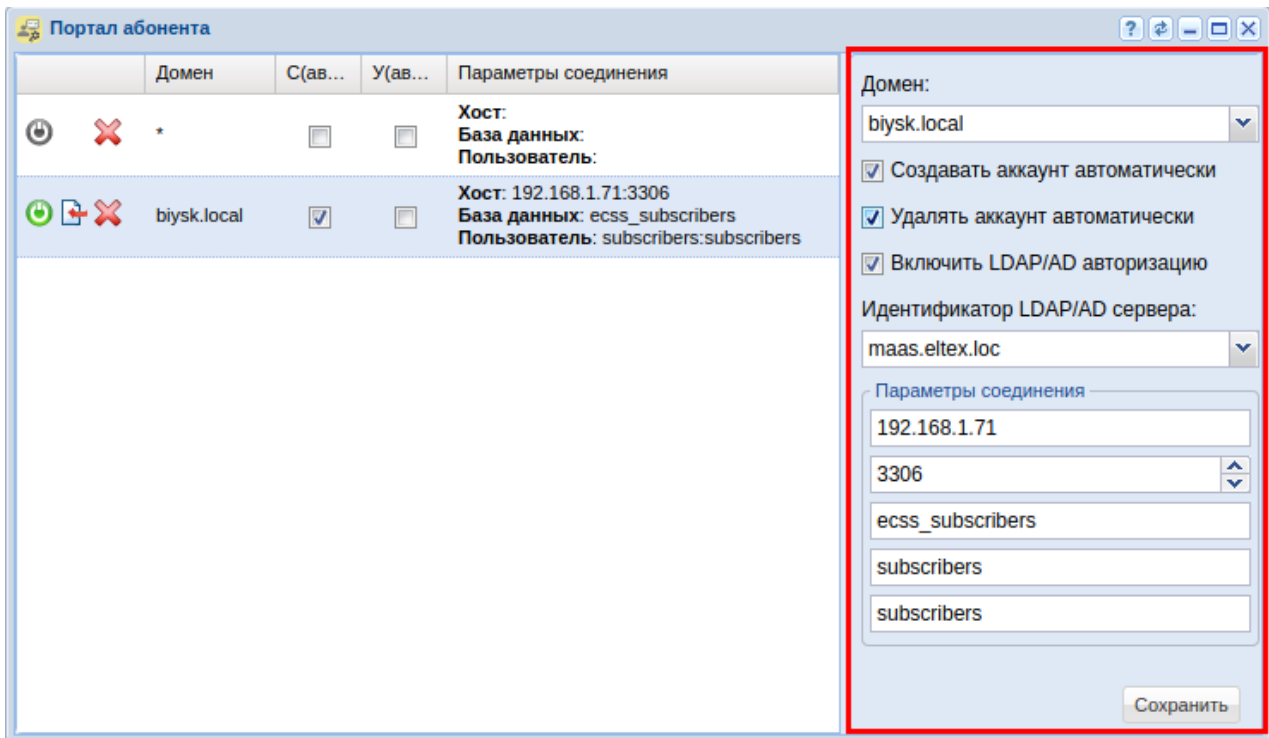 Портал абонента
Домен С(ав... У(ав... Параметры соединения
* Хост:
База данных:
Пользователь:
biysk.local Хост: 192.168.1.71:3306
База данных: ecss_subscribers
Пользователь: subscribers:subscribers
Домен:
biysk.local
Создавать аккаунт автоматически
Удалять аккаунт автоматически
Включить LDAP/AD авторизацию
Идентификатор LDAP/AD сервера:
maas.eltex.loc
Параметры соединения
192.168.1.71
3306
ecss_subscribers
subscribers
subscribers
Сохранить